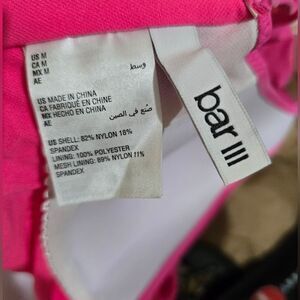 US M
CA M
MX M
AE وسط
US MADE IN CHINA
CA FABRIQUÉ EN CHINE
MX HECHO EN CHINA
AE صنع في الصين
US SHELL: 82% NYLON 18%
SPANDEX
LINING: 100% POLYESTER
MESH LINING: 89% NYLON 11%
SPANDEX
bar III